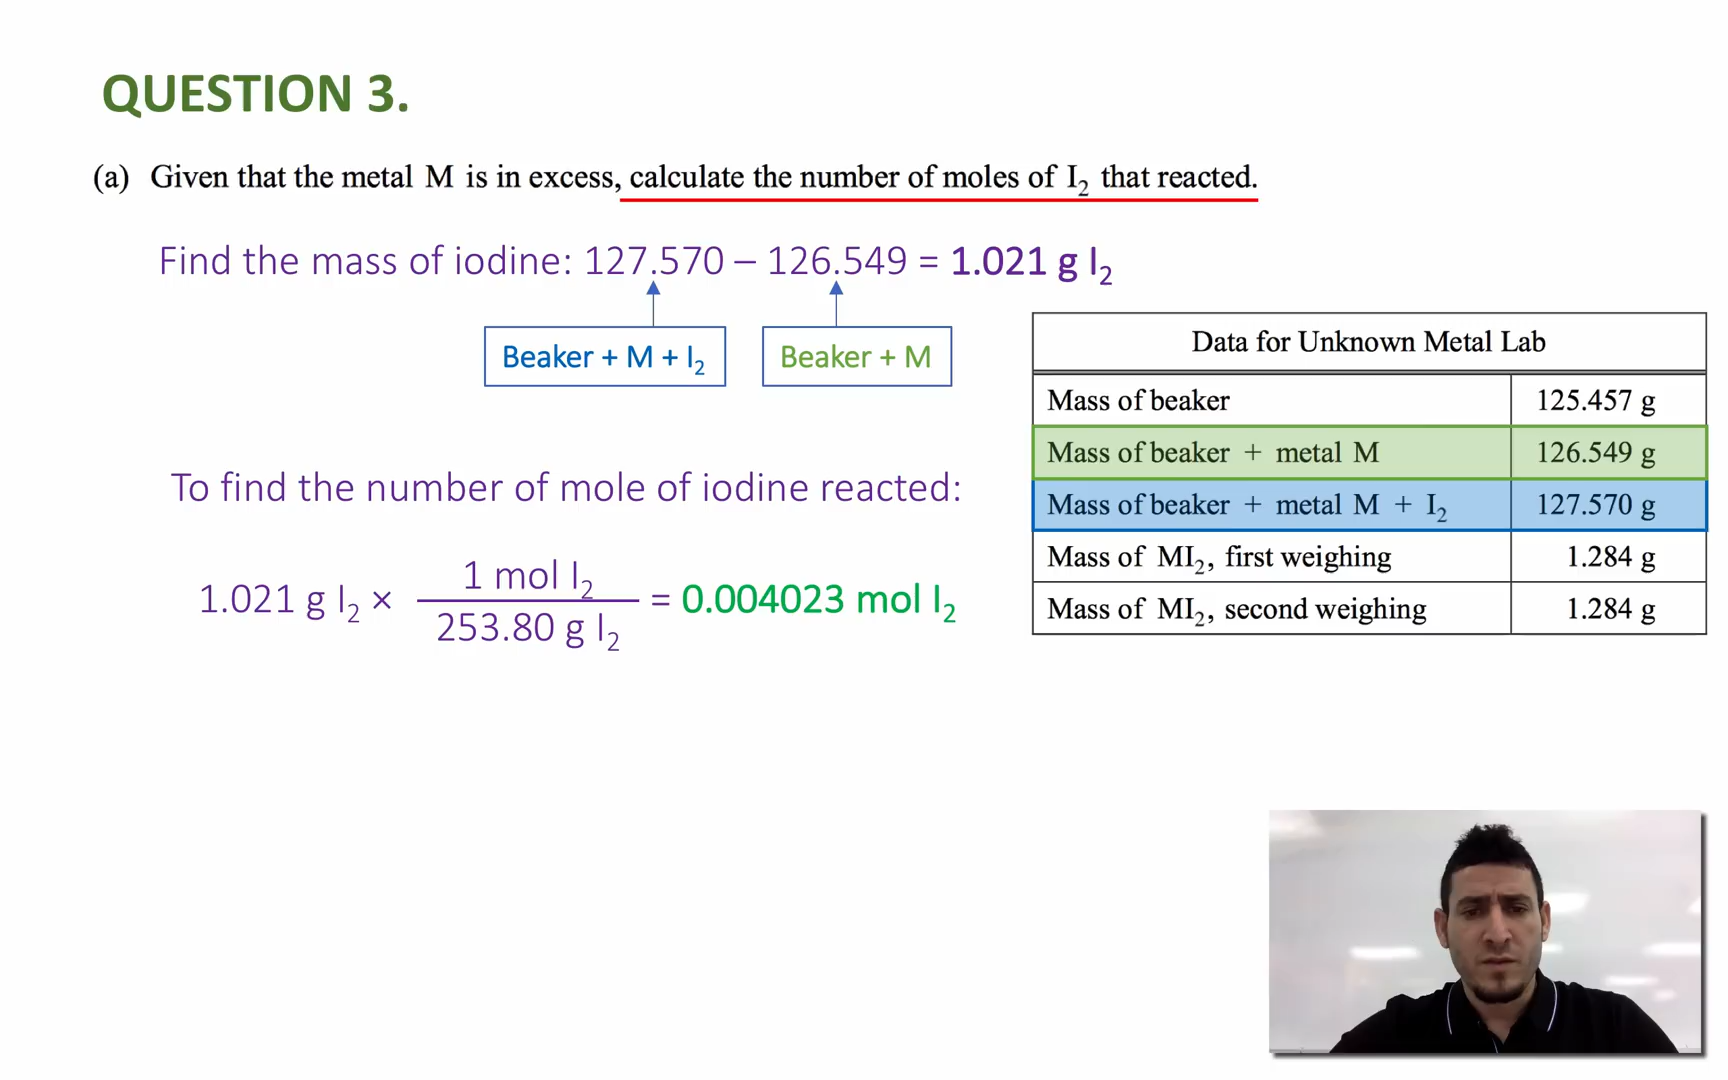 QUESTION 3.
(a) Given that the metal M is in excess, calculate the number of moles of I₂ that reacted.
Find the mass of iodine: 127.570 – 126.549 = 1.021 g I₂
Beaker + M + I₂
Beaker + M
To find the number of mole of iodine reacted:
1.021 g I₂ × 1 mol I₂ / 253.80 g I₂ = 0.004023 mol I₂
Data for Unknown Metal Lab
Mass of beaker 125.457 g
Mass of beaker + metal M 126.549 g
Mass of beaker + metal M + I₂ 127.570 g
Mass of MI₂, first weighing 1.284 g
Mass of MI₂, second weighing 1.284 g